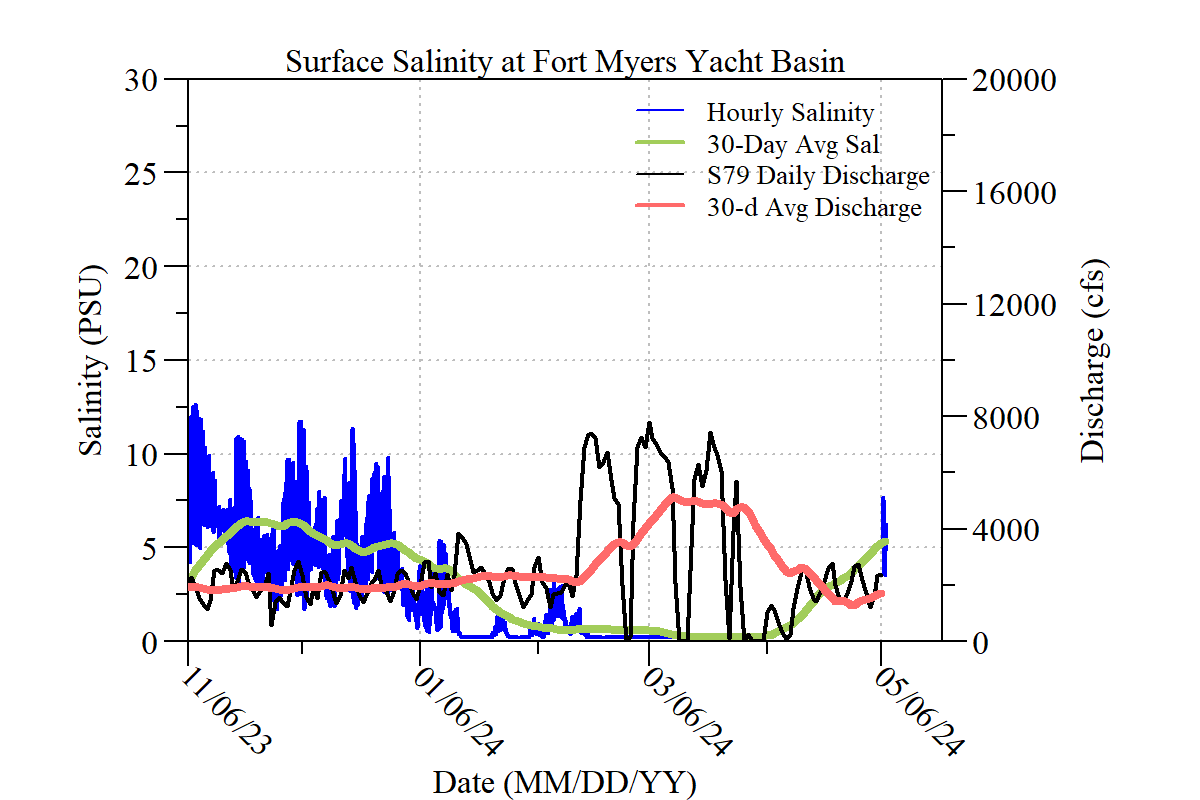 Surface Salinity at Fort Myers Yacht Basin
Hourly Salinity
30-Day Avg Sal
S79 Daily Discharge
30-d Avg Discharge
Salinity (PSU)
30
25
20
15
10
5
0
Discharge (cfs)
20000
16000
12000
8000
4000
0
11/06/23
01/06/24
03/06/24
05/06/24
Date (MM/DD/YY)